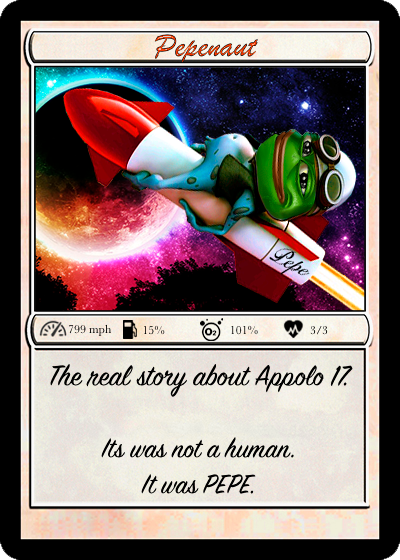 Pepenaut
Pepe
799 mph 15% O₂ 101% 3/3
The real story about Appolo 17.
Its was not a human.
It was PEPE.